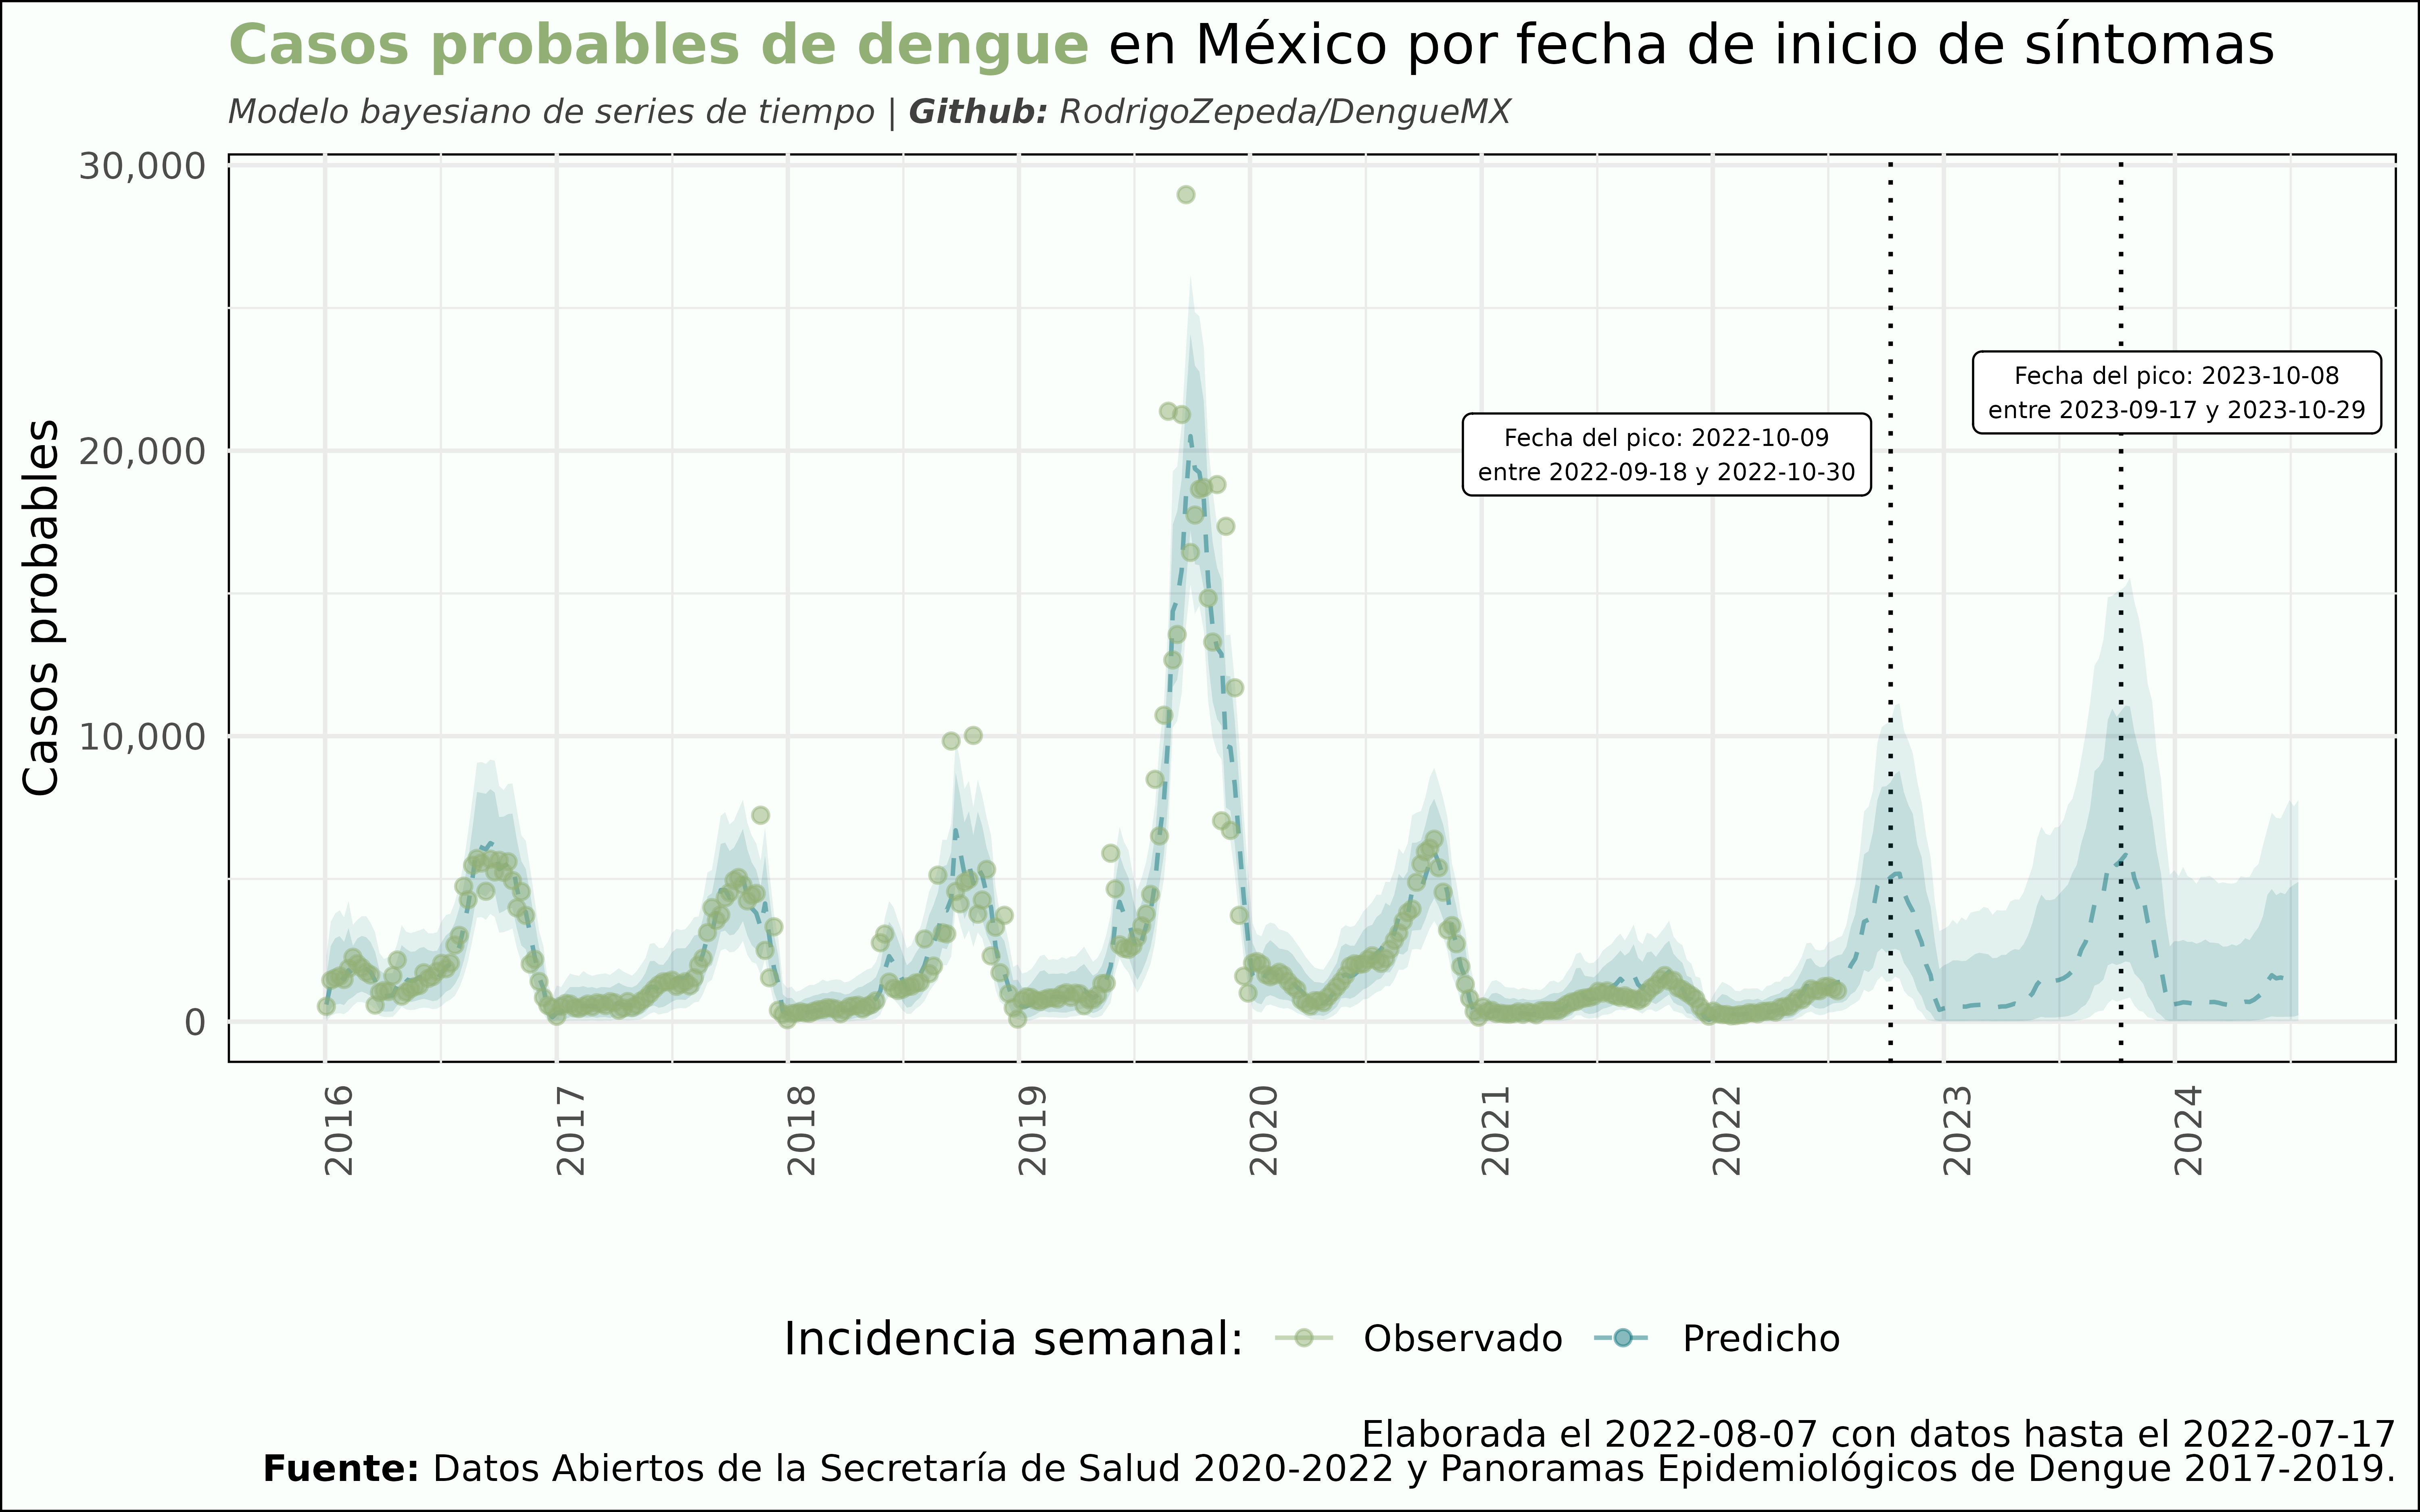 Casos probables de dengue en México por fecha de inicio de síntomas
Modelo bayesiano de series de tiempo | Github: RodrigoZepeda/DengueMX
Casos probables
30,000
20,000
10,000
0
Fecha del pico: 2023-10-08
entre 2023-09-17 y 2023-10-29
Fecha del pico: 2022-10-09
entre 2022-09-18 y 2022-10-30
2016
2017
2018
2019
2020
2021
2022
2023
2024
Incidencia semanal: Observado Predicho
Elaborada el 2022-08-07 con datos hasta el 2022-07-17
Fuente: Datos Abiertos de la Secretaría de Salud 2020-2022 y Panoramas Epidemiológicos de Dengue 2017-2019.